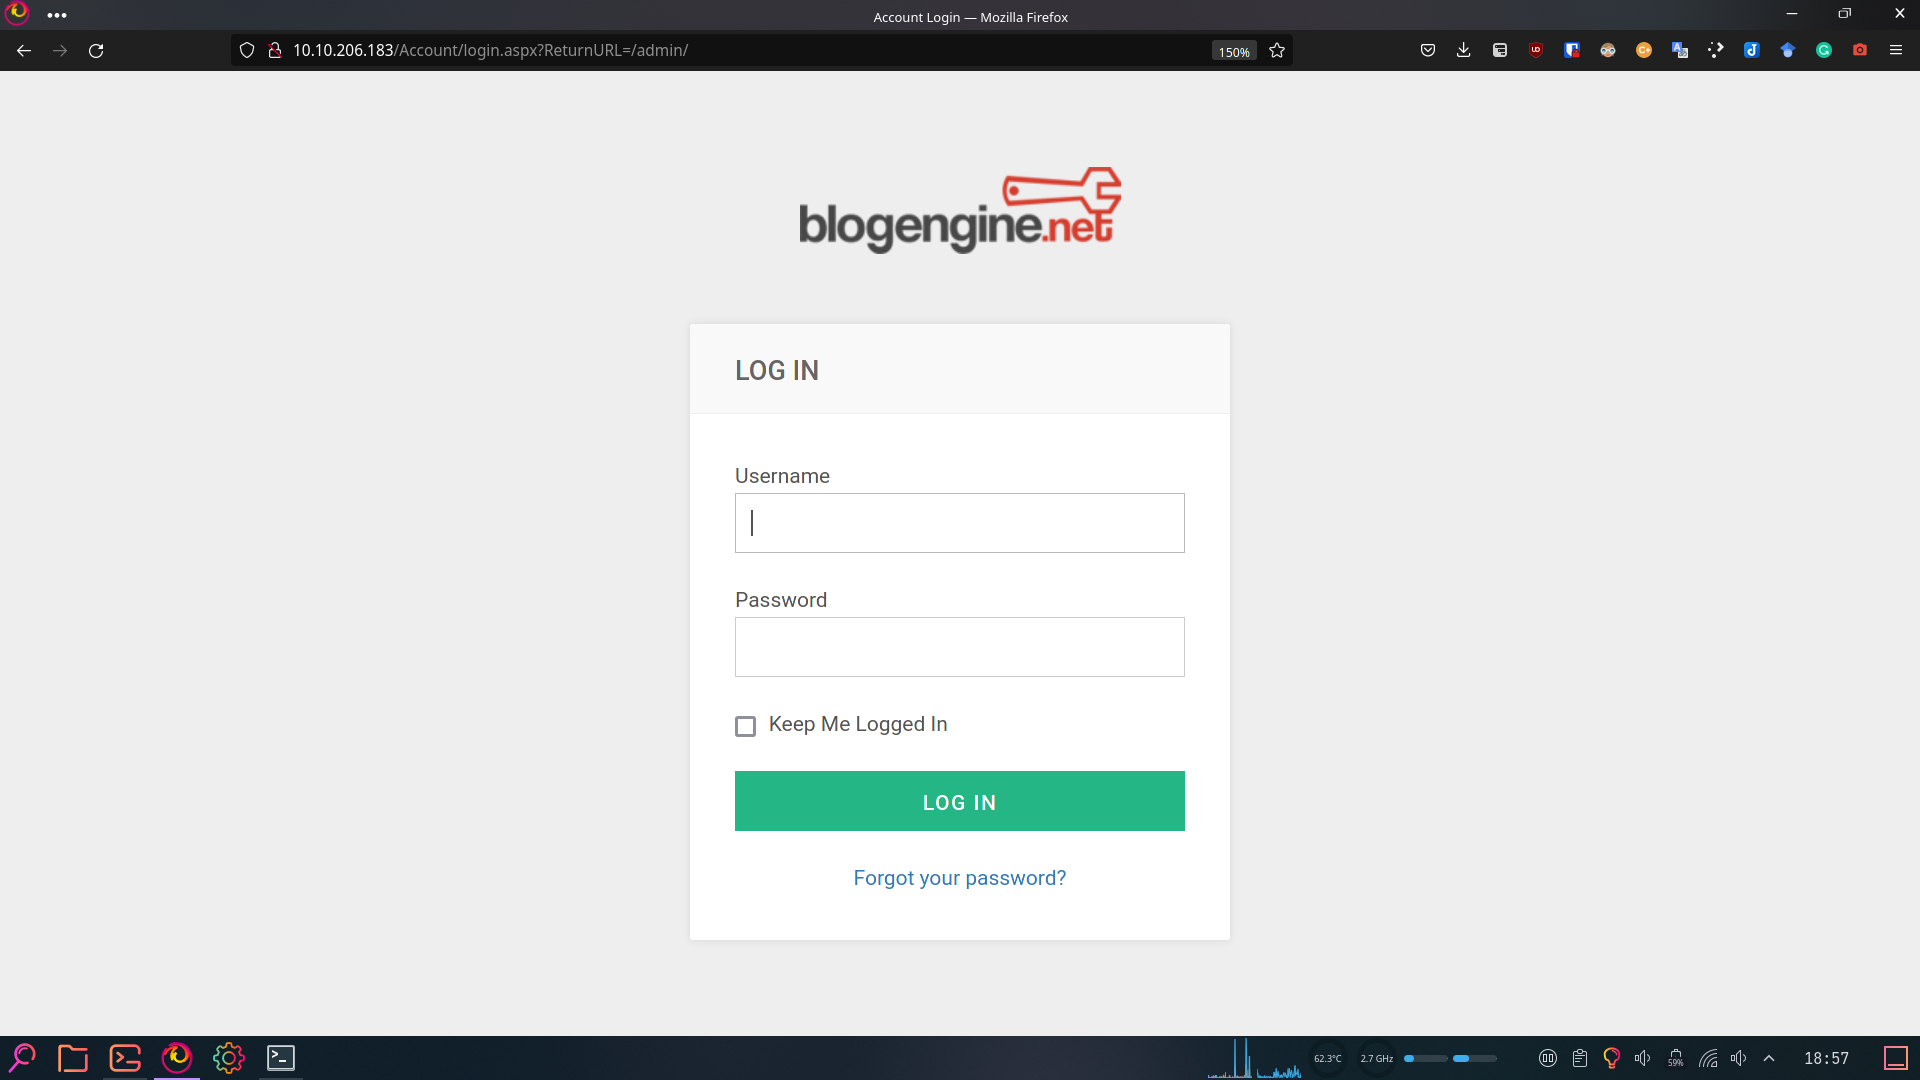 Account Login — Mozilla Firefox
10.10.206.183/Account/login.aspx?ReturnURL=/admin/
150%
blogengine.net
LOG IN
Username
Password
Keep Me Logged In
LOG IN
Forgot your password?
62.3°C
2.7 GHz
59%
18:57